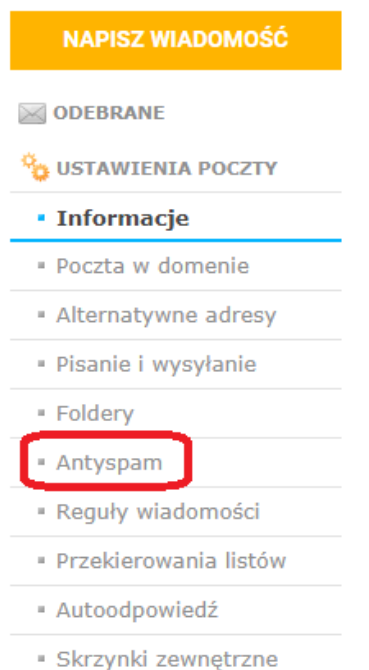 NAPISZ WIADOMOŚĆ
ODEBRANE
USTAWIENIA POCZTY
Informacje
Poczta w domenie
Alternatywne adresy
Pisanie i wysyłanie
Foldery
Antyspam
Reguły wiadomości
Przekierowania listów
Autoodpowiedź
Skrzynki zewnętrzne